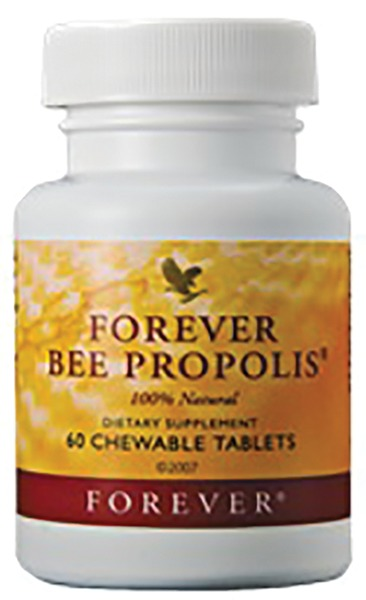 FOREVER
BEE PROPOLIS®
100% Natural
DIETARY SUPPLEMENT
60 CHEWABLE TABLETS
©2007
FOREVER®